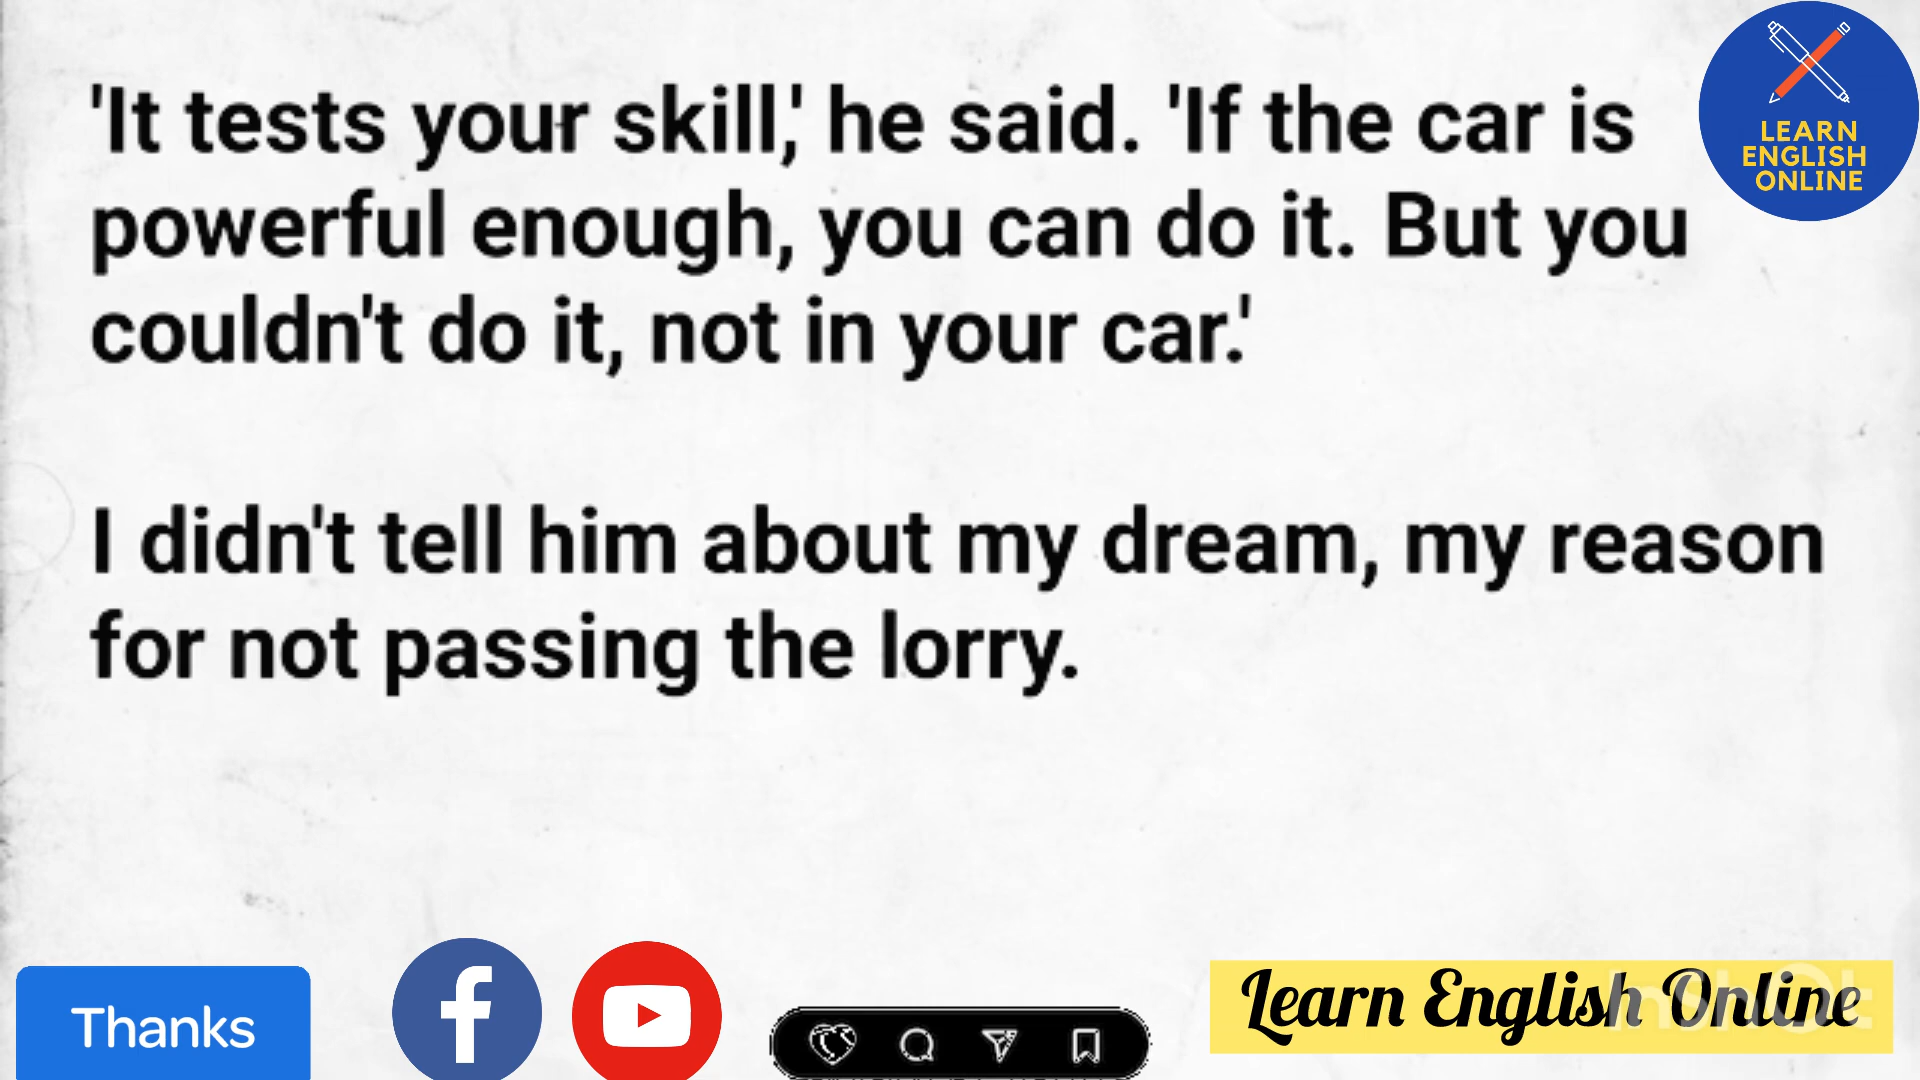 'It tests your skill,' he said. 'If the car is
powerful enough, you can do it. But you
couldn't do it, not in your car.'
I didn't tell him about my dream, my reason
for not passing the lorry.
LEARN
ENGLISH
ONLINE
Thanks
Learn English Online
InShOt